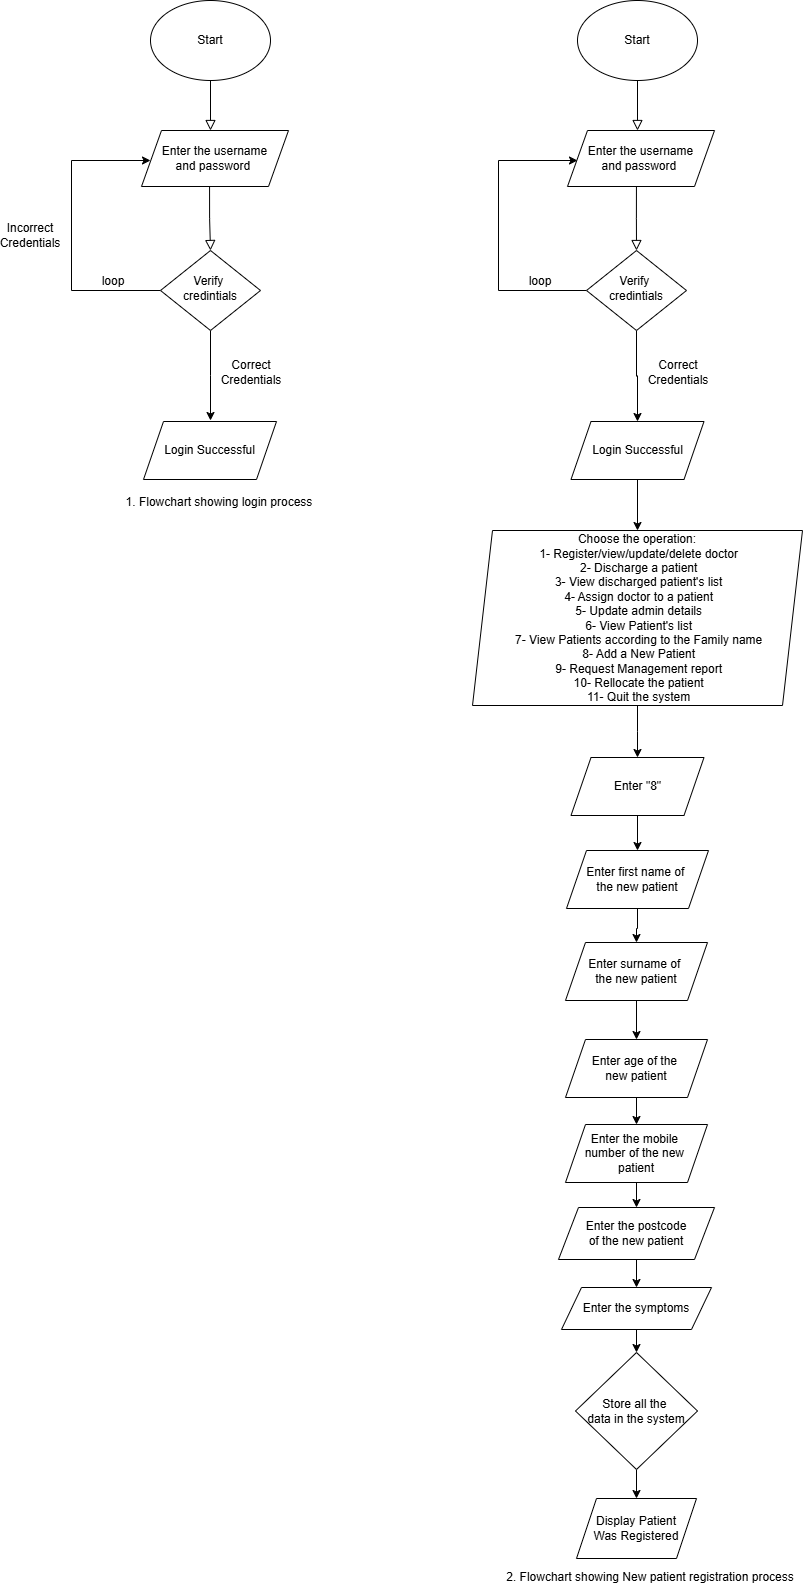 Start
Enter the username
and password
Incorrect
Credentials
loop
Verify
credintials
Correct
Credentials
Login Successful
1. Flowchart showing login process
Start
Enter the username
and password
loop
Verify
credintials
Correct
Credentials
Login Successful
Choose the operation:
1- Register/view/update/delete doctor
2- Discharge a patient
3- View discharged patient's list
4- Assign doctor to a patient
5- Update admin details
6- View Patient's list
7- View Patients according to the Family name
8- Add a New Patient
9- Request Management report
10- Rellocate the patient
11- Quit the system
Enter "8"
Enter first name of
the new patient
Enter surname of
the new patient
Enter age of the
new patient
Enter the mobile
number of the new
patient
Enter the postcode
of the new patient
Enter the symptoms
Store all the
data in the system
Display Patient
Was Registered
2. Flowchart showing New patient registration process